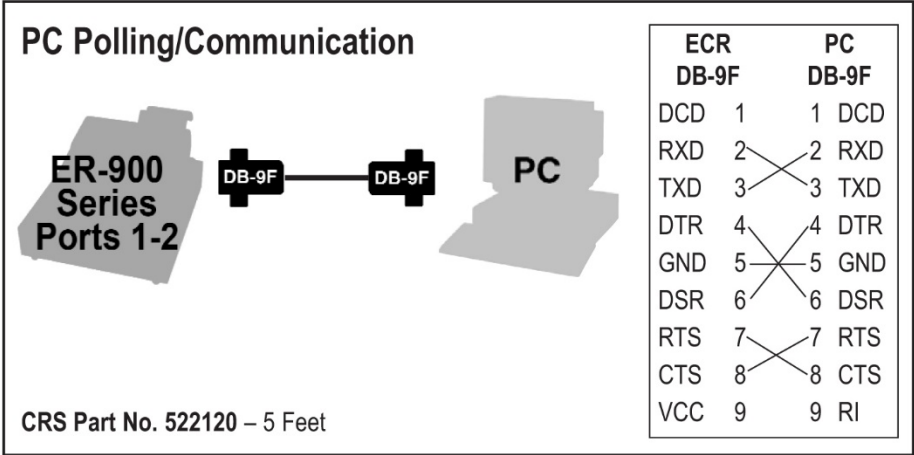 PC Polling/Communication
ER-900
Series
Ports 1-2
DB-9F
DB-9F
PC
CRS Part No. 522120 – 5 Feet
ECR PC
DB-9F DB-9F
DCD 1 1 DCD
RXD 2 2 RXD
TXD 3 3 TXD
DTR 4 4 DTR
GND 5 5 GND
DSR 6 6 DSR
RTS 7 7 RTS
CTS 8 8 CTS
VCC 9 9 RI